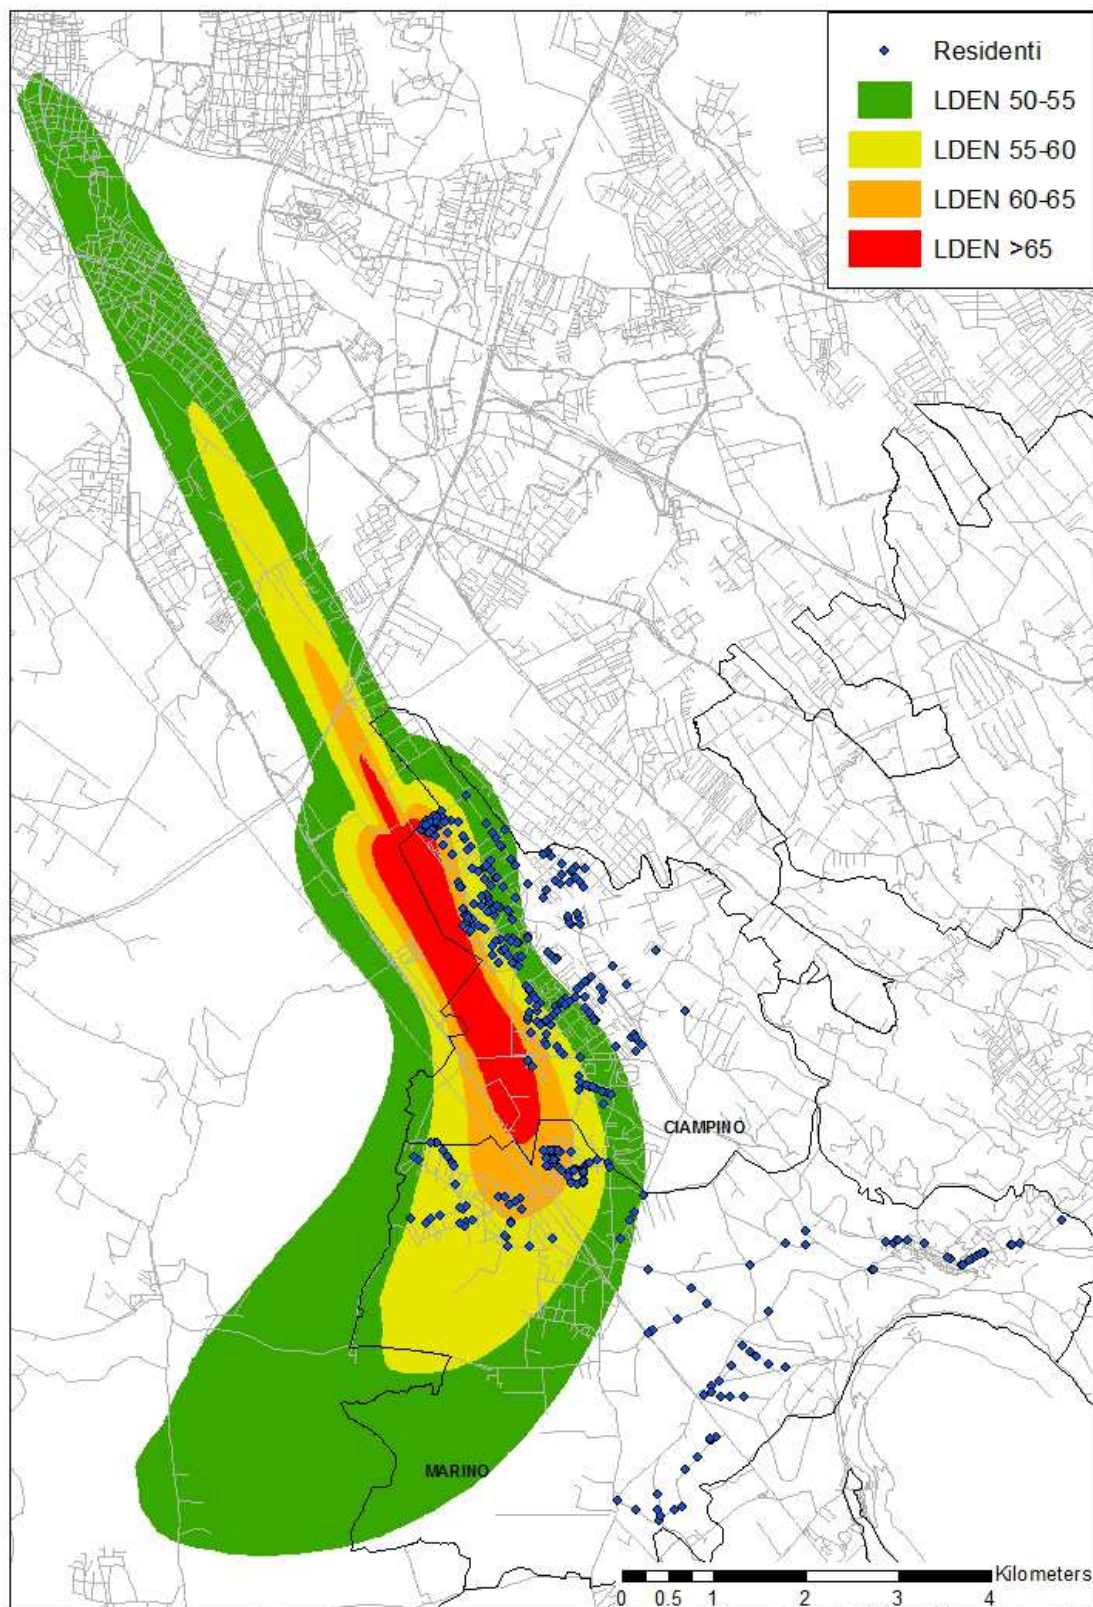 Residenti
LDEN 50-55
LDEN 55-60
LDEN 60-65
LDEN >65
CIAMPINO
MARINO
Kilometers
0 0.5 1 2 3 4